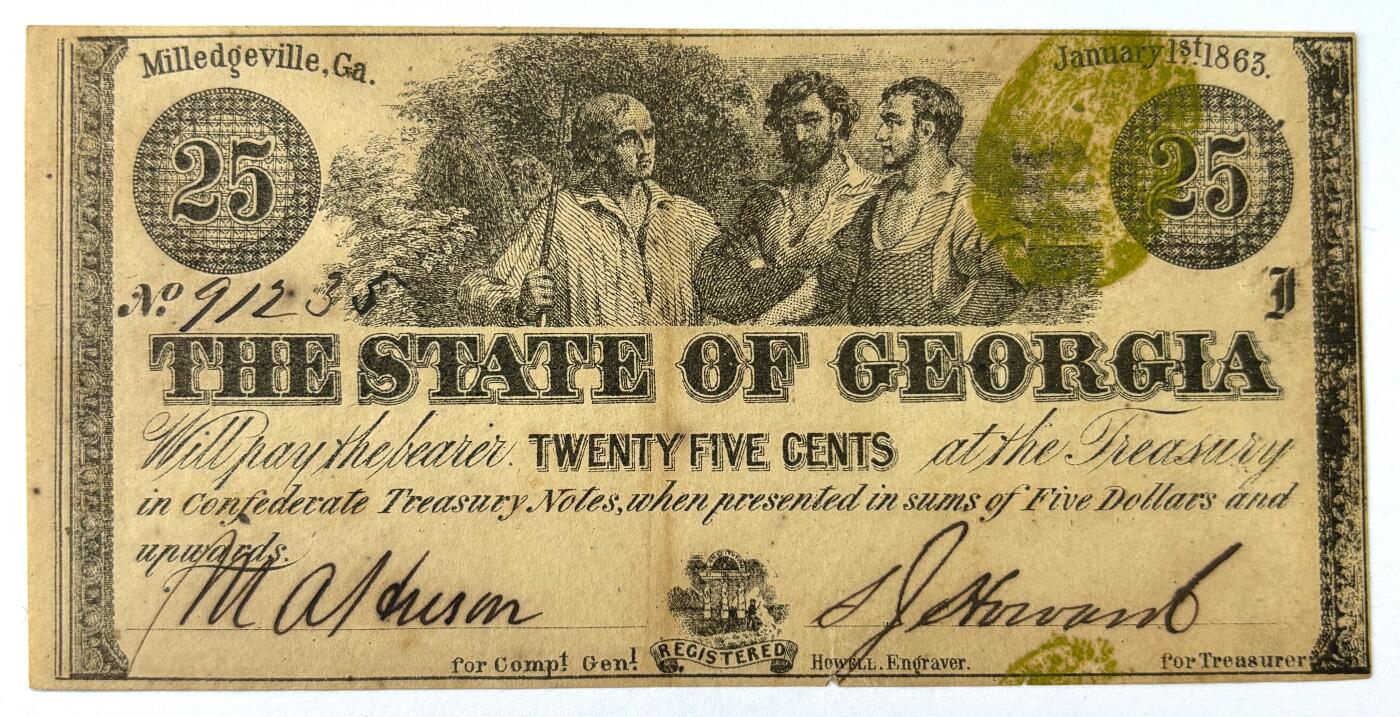 Milledgeville, Ga.
January 1st. 1863.
25
25
No. 91235
I
THE STATE OF GEORGIA
Will pay the bearer. TWENTY FIVE CENTS at the Treasury
in Confederate Treasury Notes, when presented in sums of Five Dollars and
upwards.
for Compt. Genl.
REGISTERED
HOWELL. Engraver.
for Treasurer